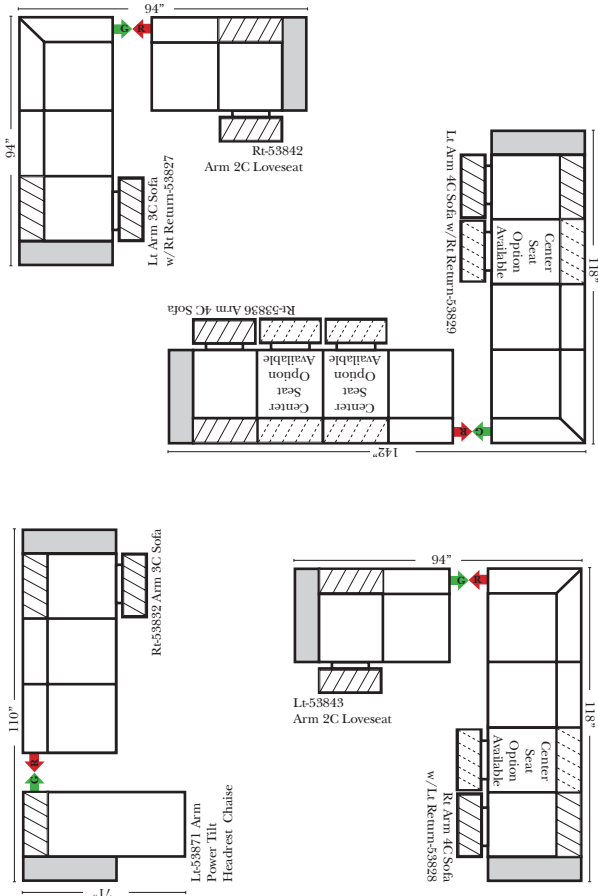 94”
G R
94”
Rt-53842
Arm 2C Loveseat
Lt Arm 3C Sofa
w/Rt Return-53827
Lt Arm 4C Sofa w/Rt Return-53829
Center
Seat
Option
Available
118”
Rt-53836 Arm 4C Sofa
Center
Seat
Option
Available
Center
Seat
Option
Available
R G
142”
110”
Rt-53832 Arm 3C Sofa
R
G
Lt-53871 Arm
Power Tilt
Headrest Chaise
71”
94”
G R
Lt-53843
Arm 2C Loveseat
118”
Center
Seat
Option
Available
Rt Arm 4C Sofa
w/Lt Return-53828